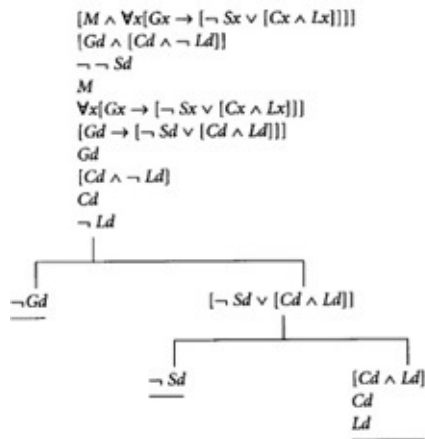 [M ∧ ∀x[Gx → [¬ Sx ∨ [Cx ∧ Lx]]]]
[Gd ∧ [Cd ∧ ¬ Ld]]
¬ ¬ Sd
M
∀x[Gx → [¬ Sx ∨ [Cx ∧ Lx]]]
[Gd → [¬ Sd ∨ [Cd ∧ Ld]]]
Gd
[Cd ∧ ¬ Ld]
Cd
¬ Ld
¬Gd [¬ Sd ∨ [Cd ∧ Ld]]
¬ Sd [Cd ∧ Ld]
Cd
Ld